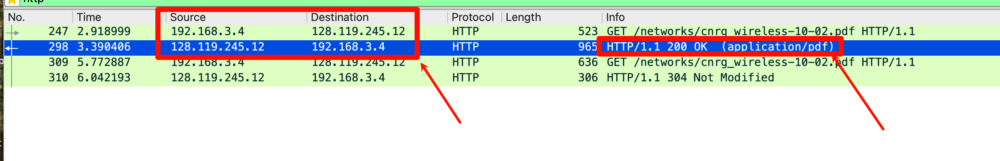 http
No. Time Source Destination Protocol Length Info
247 2.918999 192.168.3.4 128.119.245.12 HTTP 523 GET /networks/cnrg_wireless-10-02.pdf HTTP/1.1
298 3.390406 128.119.245.12 192.168.3.4 HTTP 965 HTTP/1.1 200 OK (application/pdf)
309 5.772887 192.168.3.4 128.119.245.12 HTTP 636 GET /networks/cnrg_wireless-10-02.pdf HTTP/1.1
310 6.042193 128.119.245.12 192.168.3.4 HTTP 306 HTTP/1.1 304 Not Modified